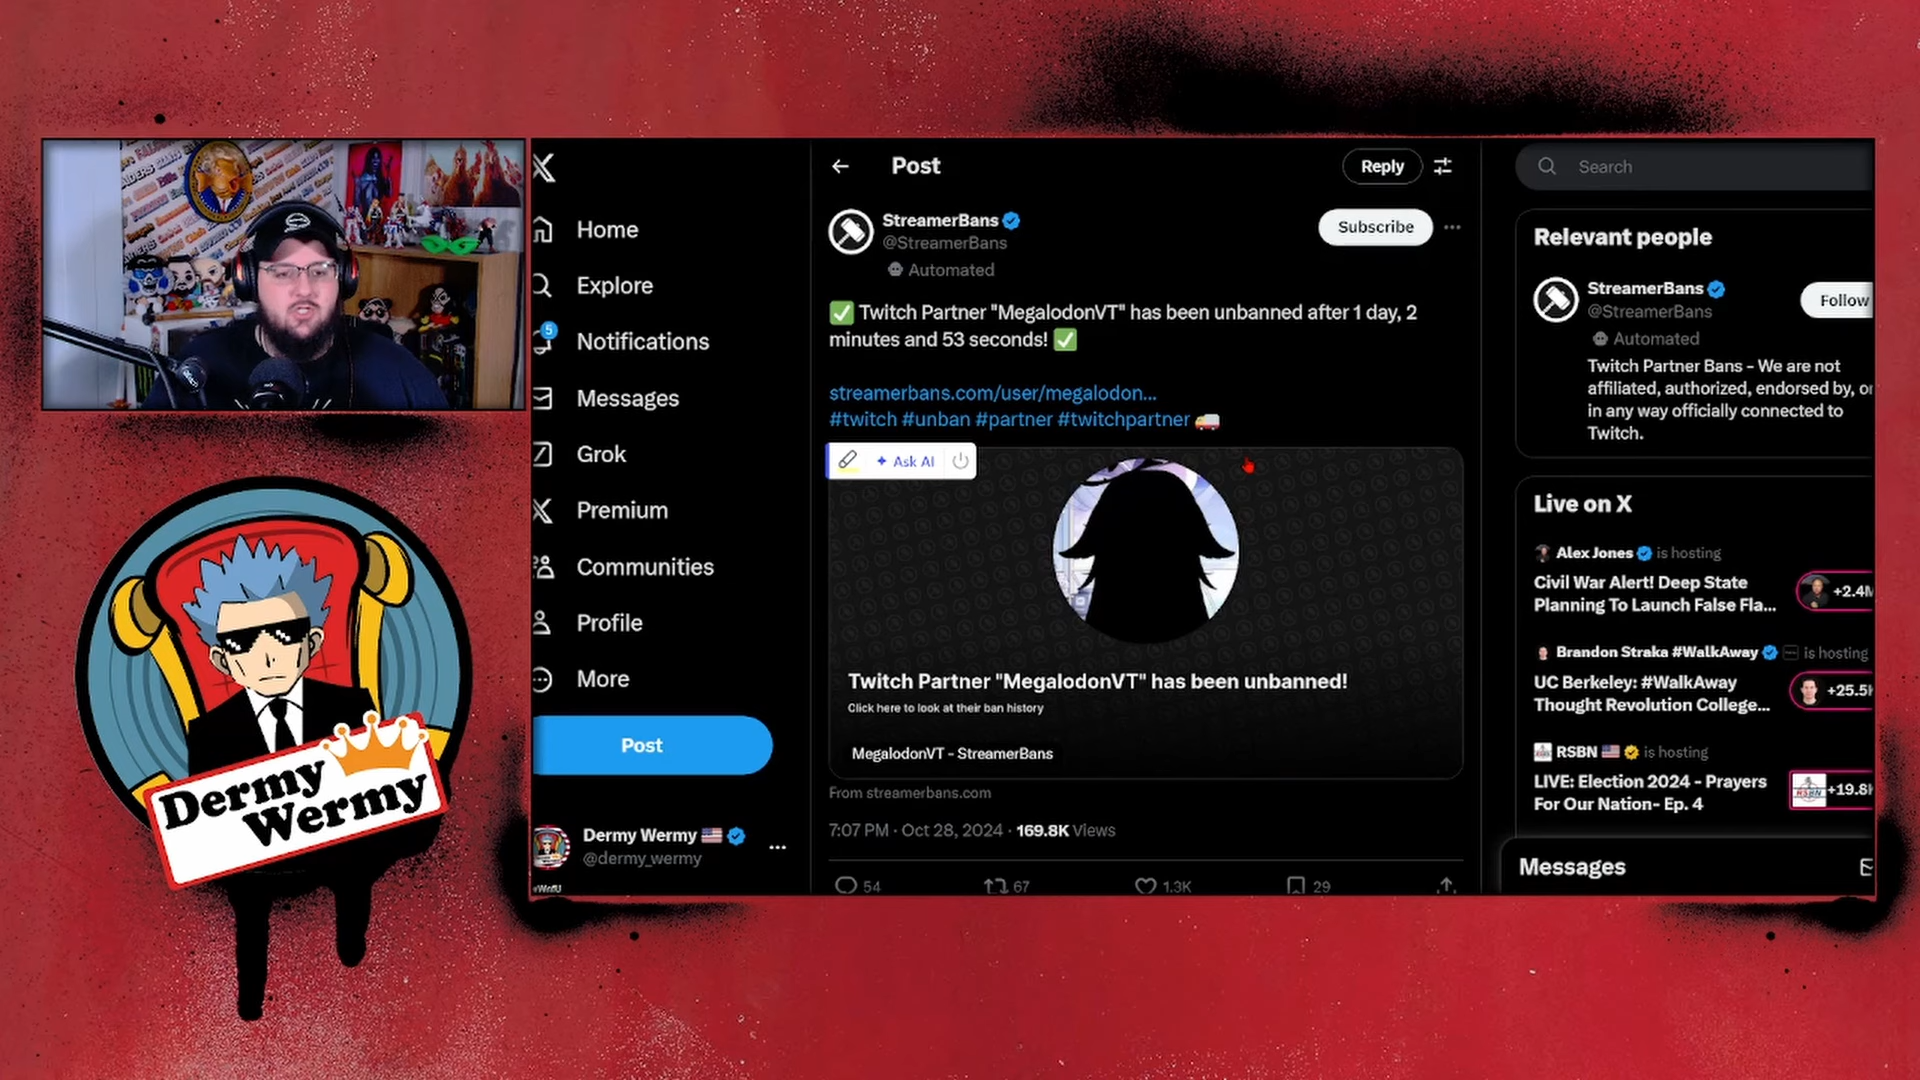 Post
Reply
Search
StreamerBans
@StreamerBans
Automated
Subscribe
✅ Twitch Partner "MegalodonVT" has been unbanned after 1 day, 2
minutes and 53 seconds! ✅
streamerbans.com/user/megalodon...
#twitch #unban #partner #twitchpartner
Ask AI
Twitch Partner "MegalodonVT" has been unbanned!
Click here to look at their ban history
MegalodonVT - StreamerBans
From streamerbans.com
7:07 PM · Oct 28, 2024 · 169.8K Views
54
67
1.3K
29
Home
Explore
5
Notifications
Messages
Grok
Premium
Communities
Profile
More
Post
Dermy Wermy
@dermy_wermy
Relevant people
StreamerBans
@StreamerBans
Follow
Automated
Twitch Partner Bans - We are not
affiliated, authorized, endorsed by, or
in any way officially connected to
Twitch.
Live on X
Alex Jones is hosting
Civil War Alert! Deep State
Planning To Launch False Fla...
+2.4M
Brandon Straka #WalkAway is hosting
UC Berkeley: #WalkAway
Thought Revolution College...
+25.5K
RSBN is hosting
LIVE: Election 2024 - Prayers
For Our Nation- Ep. 4
+19.8K
Messages
Dermy
Wermy